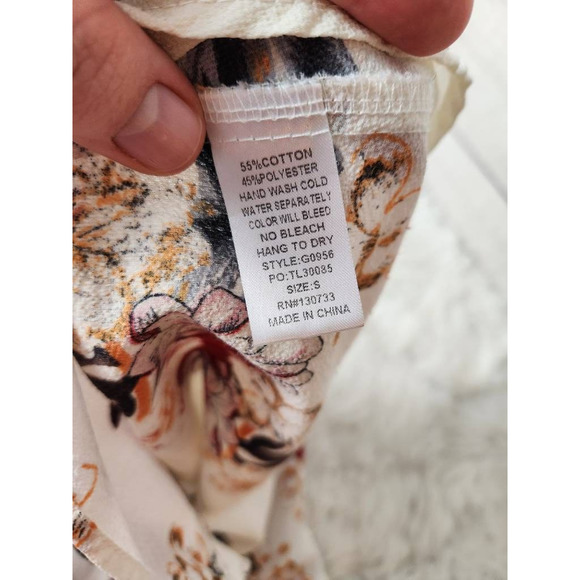 55%COTTON
45%POLYESTER
HAND WASH COLD
WATER SEPARATELY
COLOR WILL BLEED
NO BLEACH
HANG TO DRY
STYLE:G0956
PO:TL30085
SIZE:S
RN#130733
MADE IN CHINA